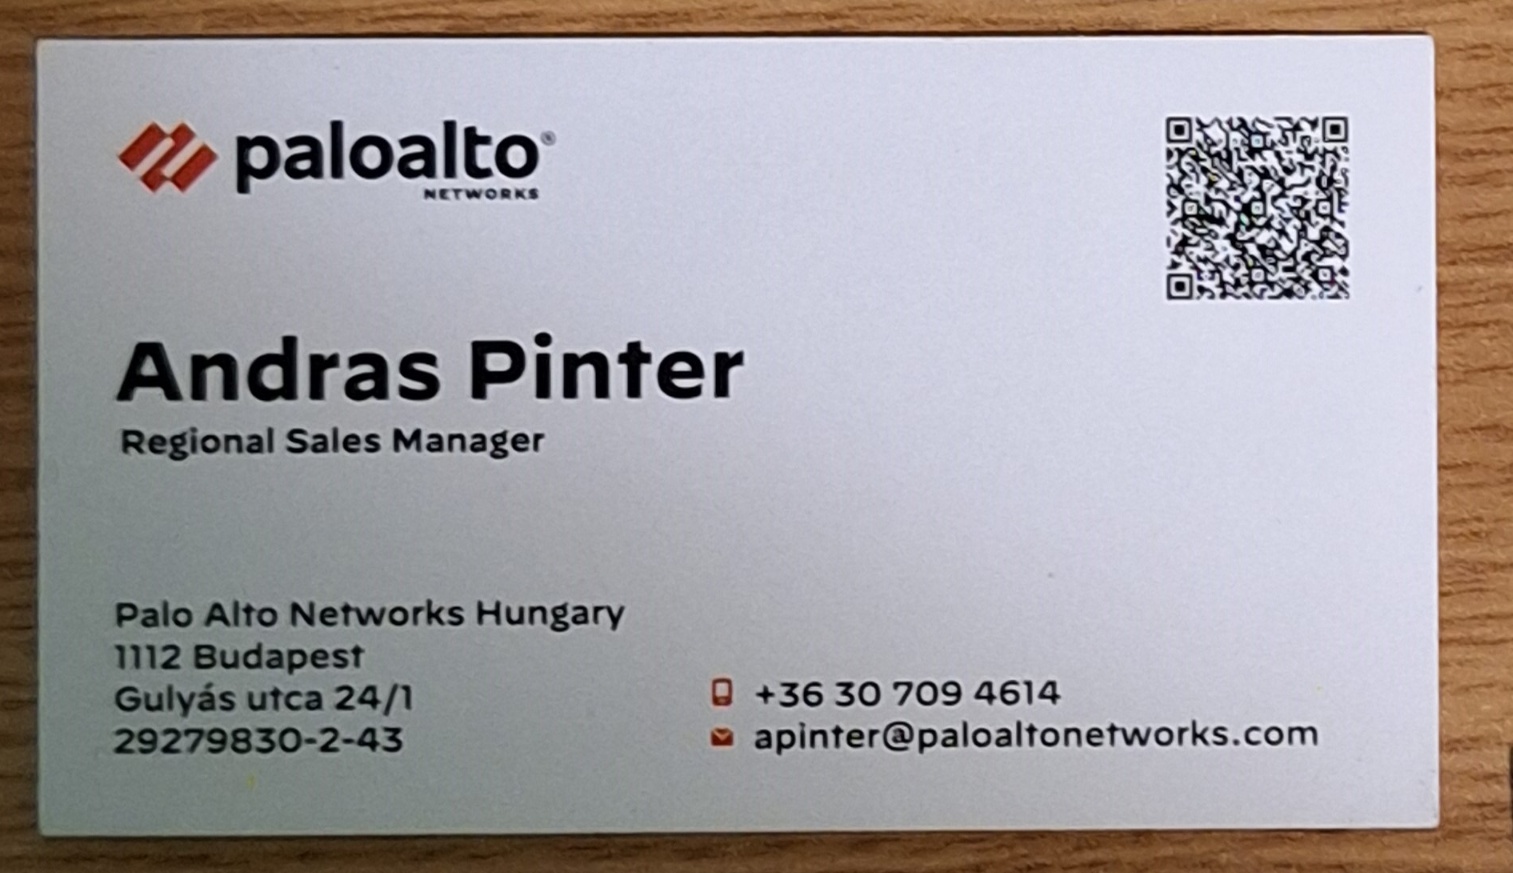 paloalto®
NETWORKS
Andras Pinter
Regional Sales Manager
Palo Alto Networks Hungary
1112 Budapest
Gulyás utca 24/1
29279830-2-43
+36 30 709 4614
apinter@paloaltonetworks.com